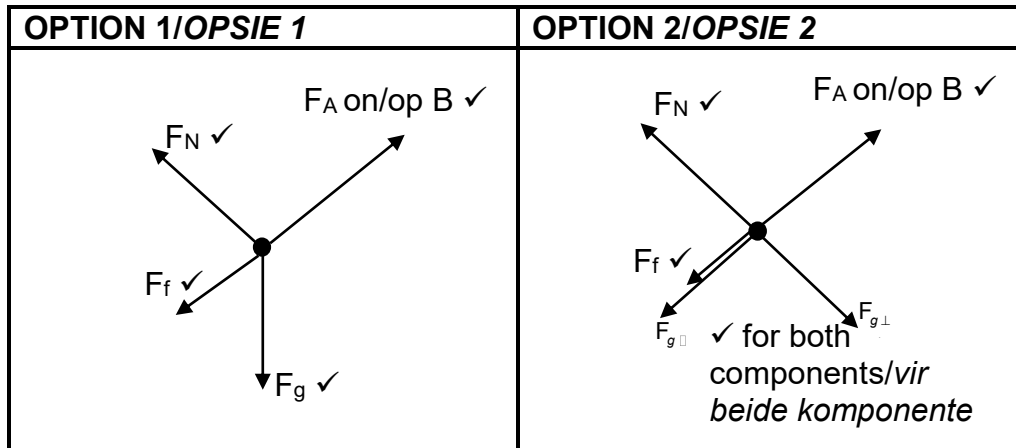 OPTION 1/OPSIE 1
FN ✓
FA on/op B ✓
Ff ✓
Fg ✓
OPTION 2/OPSIE 2
FN ✓
FA on/op B ✓
Ff ✓
Fg▯
Fg⊥
✓ for both
components/vir
beide komponente